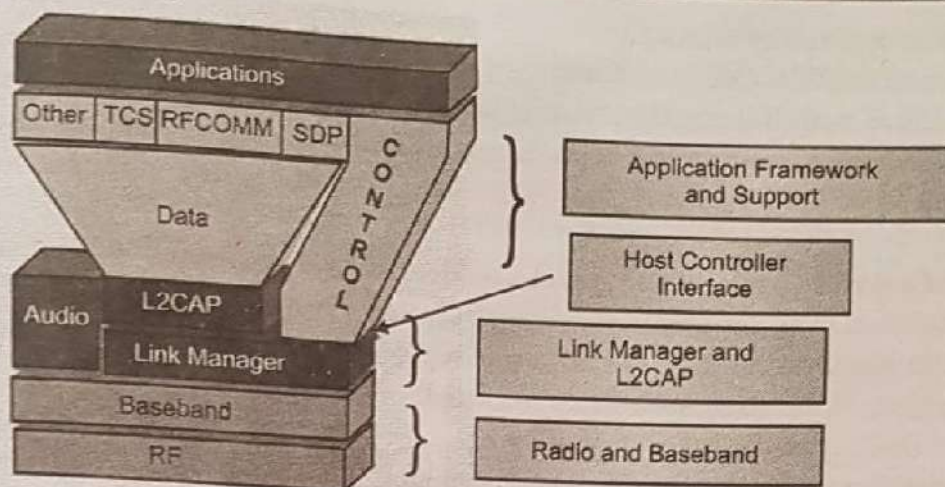 Applications
Other TCS RFCOMM SDP
CONTROL
Data
L2CAP
Audio
Link Manager
Baseband
RF
Application Framework
and Support
Host Controller
Interface
Link Manager and
L2CAP
Radio and Baseband